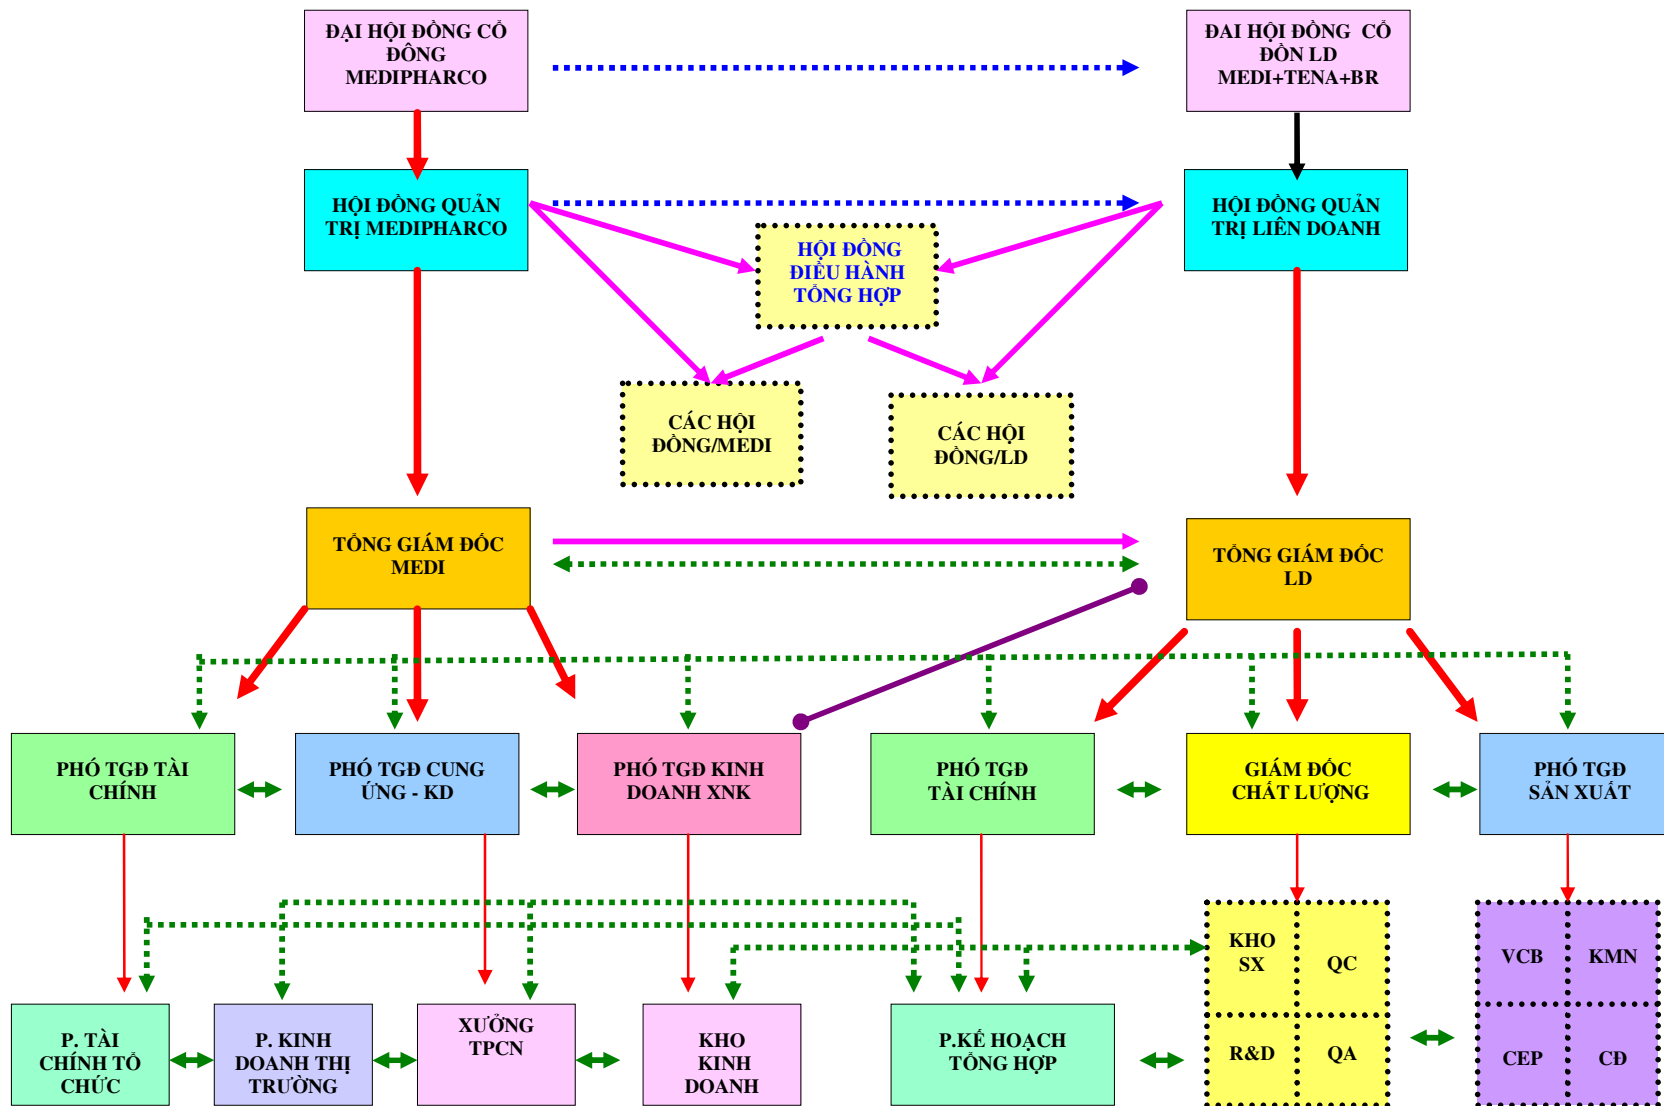 ĐẠI HỘI ĐỒNG CỔ
ĐÔNG
MEDIPHARCO
ĐAI HỘI ĐỒNG CỔ
ĐỒN LD
MEDI+TENA+BR
HỘI ĐỒNG QUẢN
TRỊ MEDIPHARCO
HỘI ĐỒNG QUẢN
TRỊ LIÊN DOANH
HỘI ĐỒNG
ĐIỀU HÀNH
TỔNG HỢP
CÁC HỘI
ĐỒNG/MEDI
CÁC HỘI
ĐỒNG/LD
TỔNG GIÁM ĐỐC
MEDI
TỔNG GIÁM ĐỐC
LD
PHÓ TGĐ TÀI
CHÍNH
PHÓ TGĐ CUNG
ỨNG - KD
PHÓ TGĐ KINH
DOANH XNK
PHÓ TGĐ
TÀI CHÍNH
GIÁM ĐỐC
CHẤT LƯỢNG
PHÓ TGĐ
SẢN XUẤT
P. TÀI
CHÍNH TỔ
CHỨC
P. KINH
DOANH THỊ
TRƯỜNG
XƯỞNG
TPCN
KHO
KINH
DOANH
P.KẾ HOẠCH
TỔNG HỢP
KHO
SX
QC
R&D
QA
VCB
KMN
CEP
CĐ